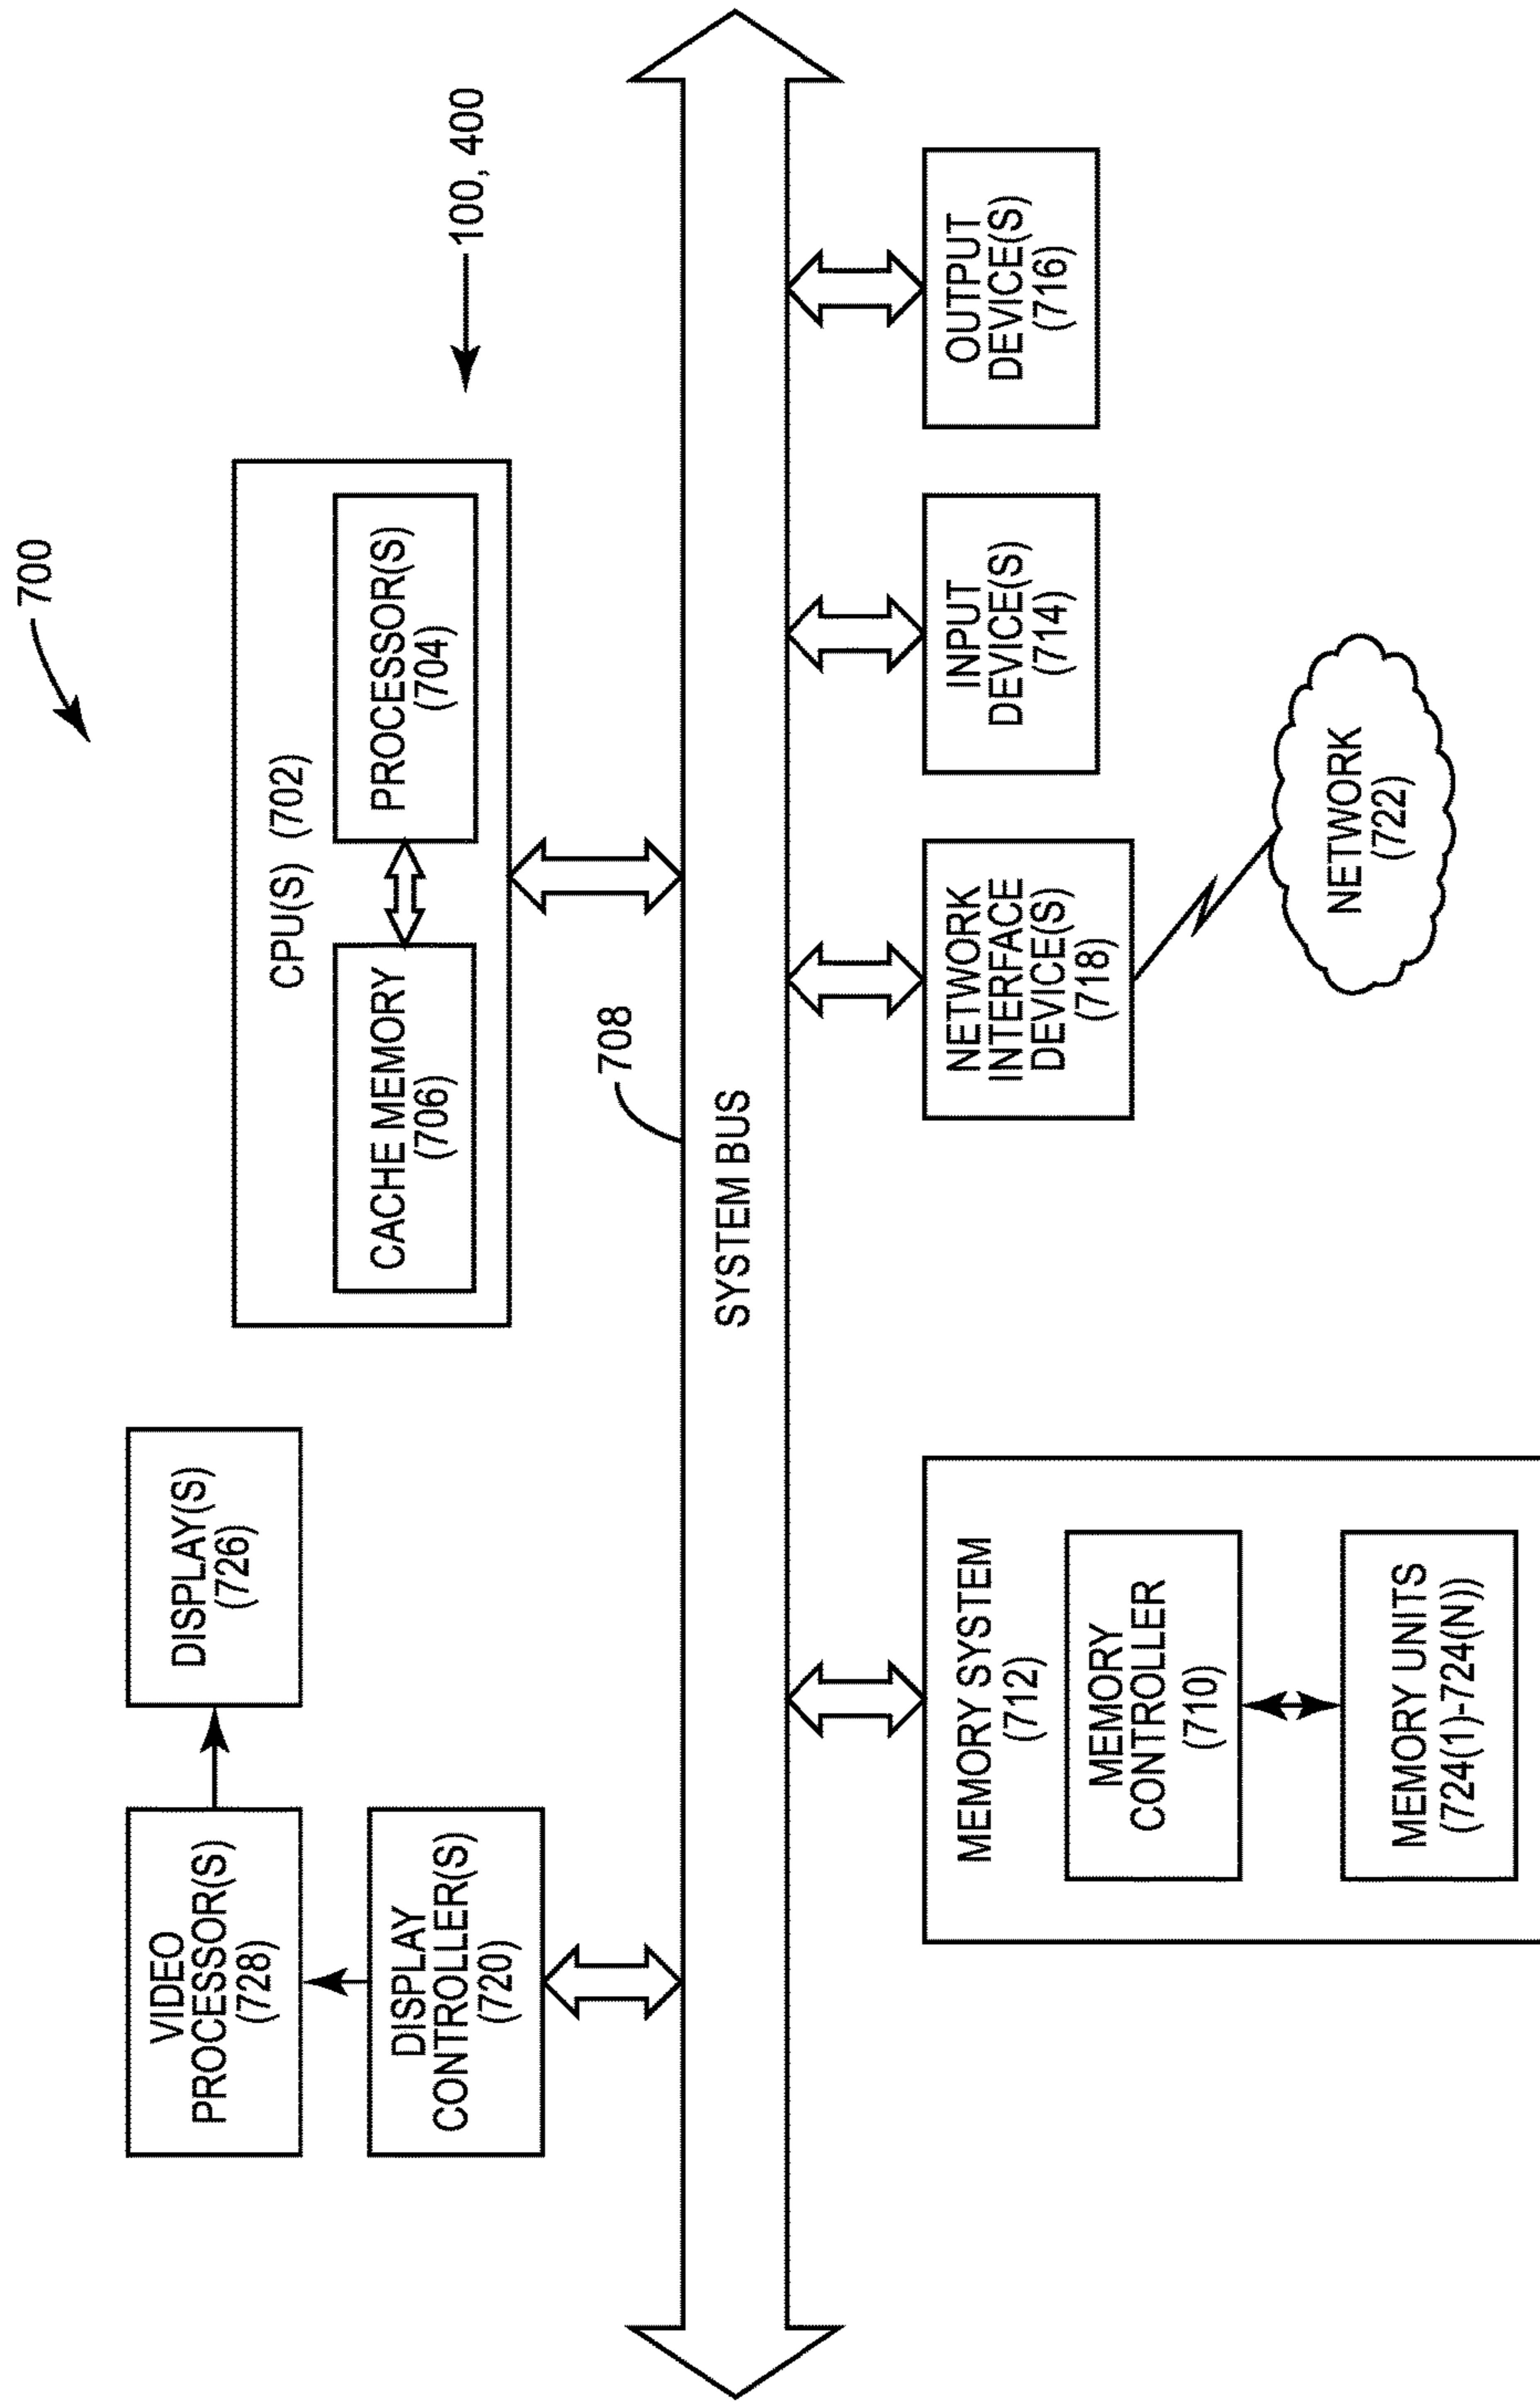 700
VIDEO
PROCESSOR(S)
(728)
DISPLAY(S)
(726)
DISPLAY
CONTROLLER(S)
(720)
CPU(S) (702)
CACHE MEMORY
(706)
PROCESSOR(S)
(704)
100, 400
708
SYSTEM BUS
MEMORY SYSTEM
(712)
MEMORY
CONTROLLER
(710)
MEMORY UNITS
(724(1)-724(N))
NETWORK
INTERFACE
DEVICE(S)
(718)
INPUT
DEVICE(S)
(714)
OUTPUT
DEVICE(S)
(716)
NETWORK
(722)